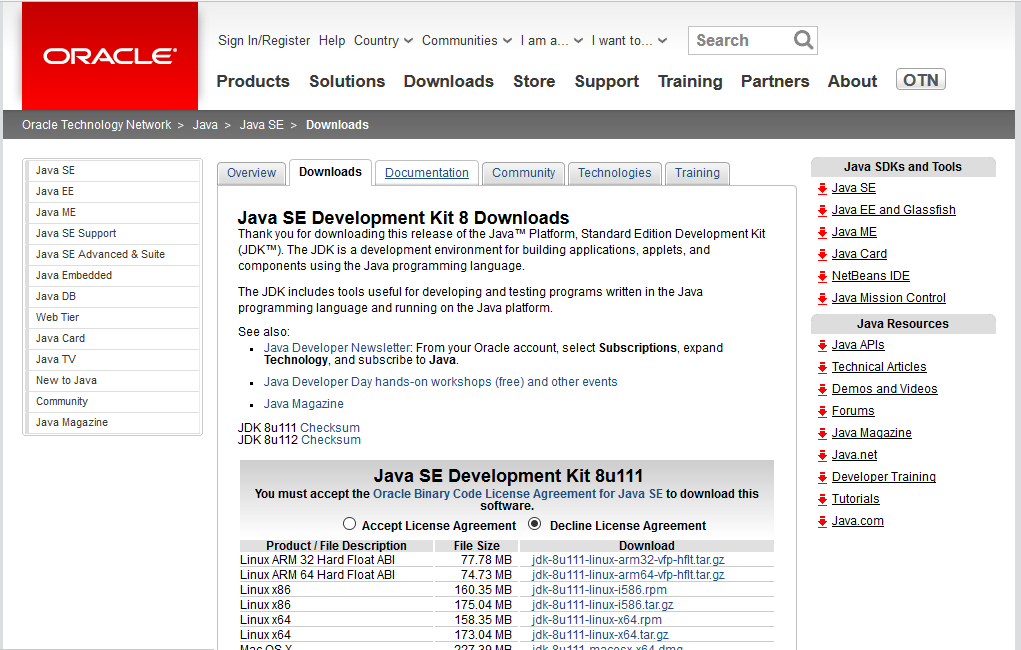 ORACLE
Sign In/Register Help Country Communities I am a... I want to... Search
Products Solutions Downloads Store Support Training Partners About OTN
Oracle Technology Network > Java > Java SE > Downloads
Java SE
Java EE
Java ME
Java SE Support
Java SE Advanced & Suite
Java Embedded
Java DB
Web Tier
Java Card
Java TV
New to Java
Community
Java Magazine
Overview Downloads Documentation Community Technologies Training
Java SE Development Kit 8 Downloads
Thank you for downloading this release of the Java™ Platform, Standard Edition Development Kit
(JDK™). The JDK is a development environment for building applications, applets, and
components using the Java programming language.
The JDK includes tools useful for developing and testing programs written in the Java
programming language and running on the Java platform.
See also:
Java Developer Newsletter: From your Oracle account, select Subscriptions, expand
Technology, and subscribe to Java.
Java Developer Day hands-on workshops (free) and other events
Java Magazine
JDK 8u111 Checksum
JDK 8u112 Checksum
Java SE Development Kit 8u111
You must accept the Oracle Binary Code License Agreement for Java SE to download this
software.
Accept License Agreement Decline License Agreement
Product / File Description File Size Download
Linux ARM 32 Hard Float ABI 77.78 MB jdk-8u111-linux-arm32-vfp-hflt.tar.gz
Linux ARM 64 Hard Float ABI 74.73 MB jdk-8u111-linux-arm64-vfp-hflt.tar.gz
Linux x86 160.35 MB jdk-8u111-linux-i586.rpm
Linux x86 175.04 MB jdk-8u111-linux-i586.tar.gz
Linux x64 158.35 MB jdk-8u111-linux-x64.rpm
Linux x64 173.04 MB jdk-8u111-linux-x64.tar.gz
Mac OS X 227.39 MB jdk-8u111-macosx-x64.dmg
Java SDKs and Tools
Java SE
Java EE and Glassfish
Java ME
Java Card
NetBeans IDE
Java Mission Control
Java Resources
Java APIs
Technical Articles
Demos and Videos
Forums
Java Magazine
Java.net
Developer Training
Tutorials
Java.com